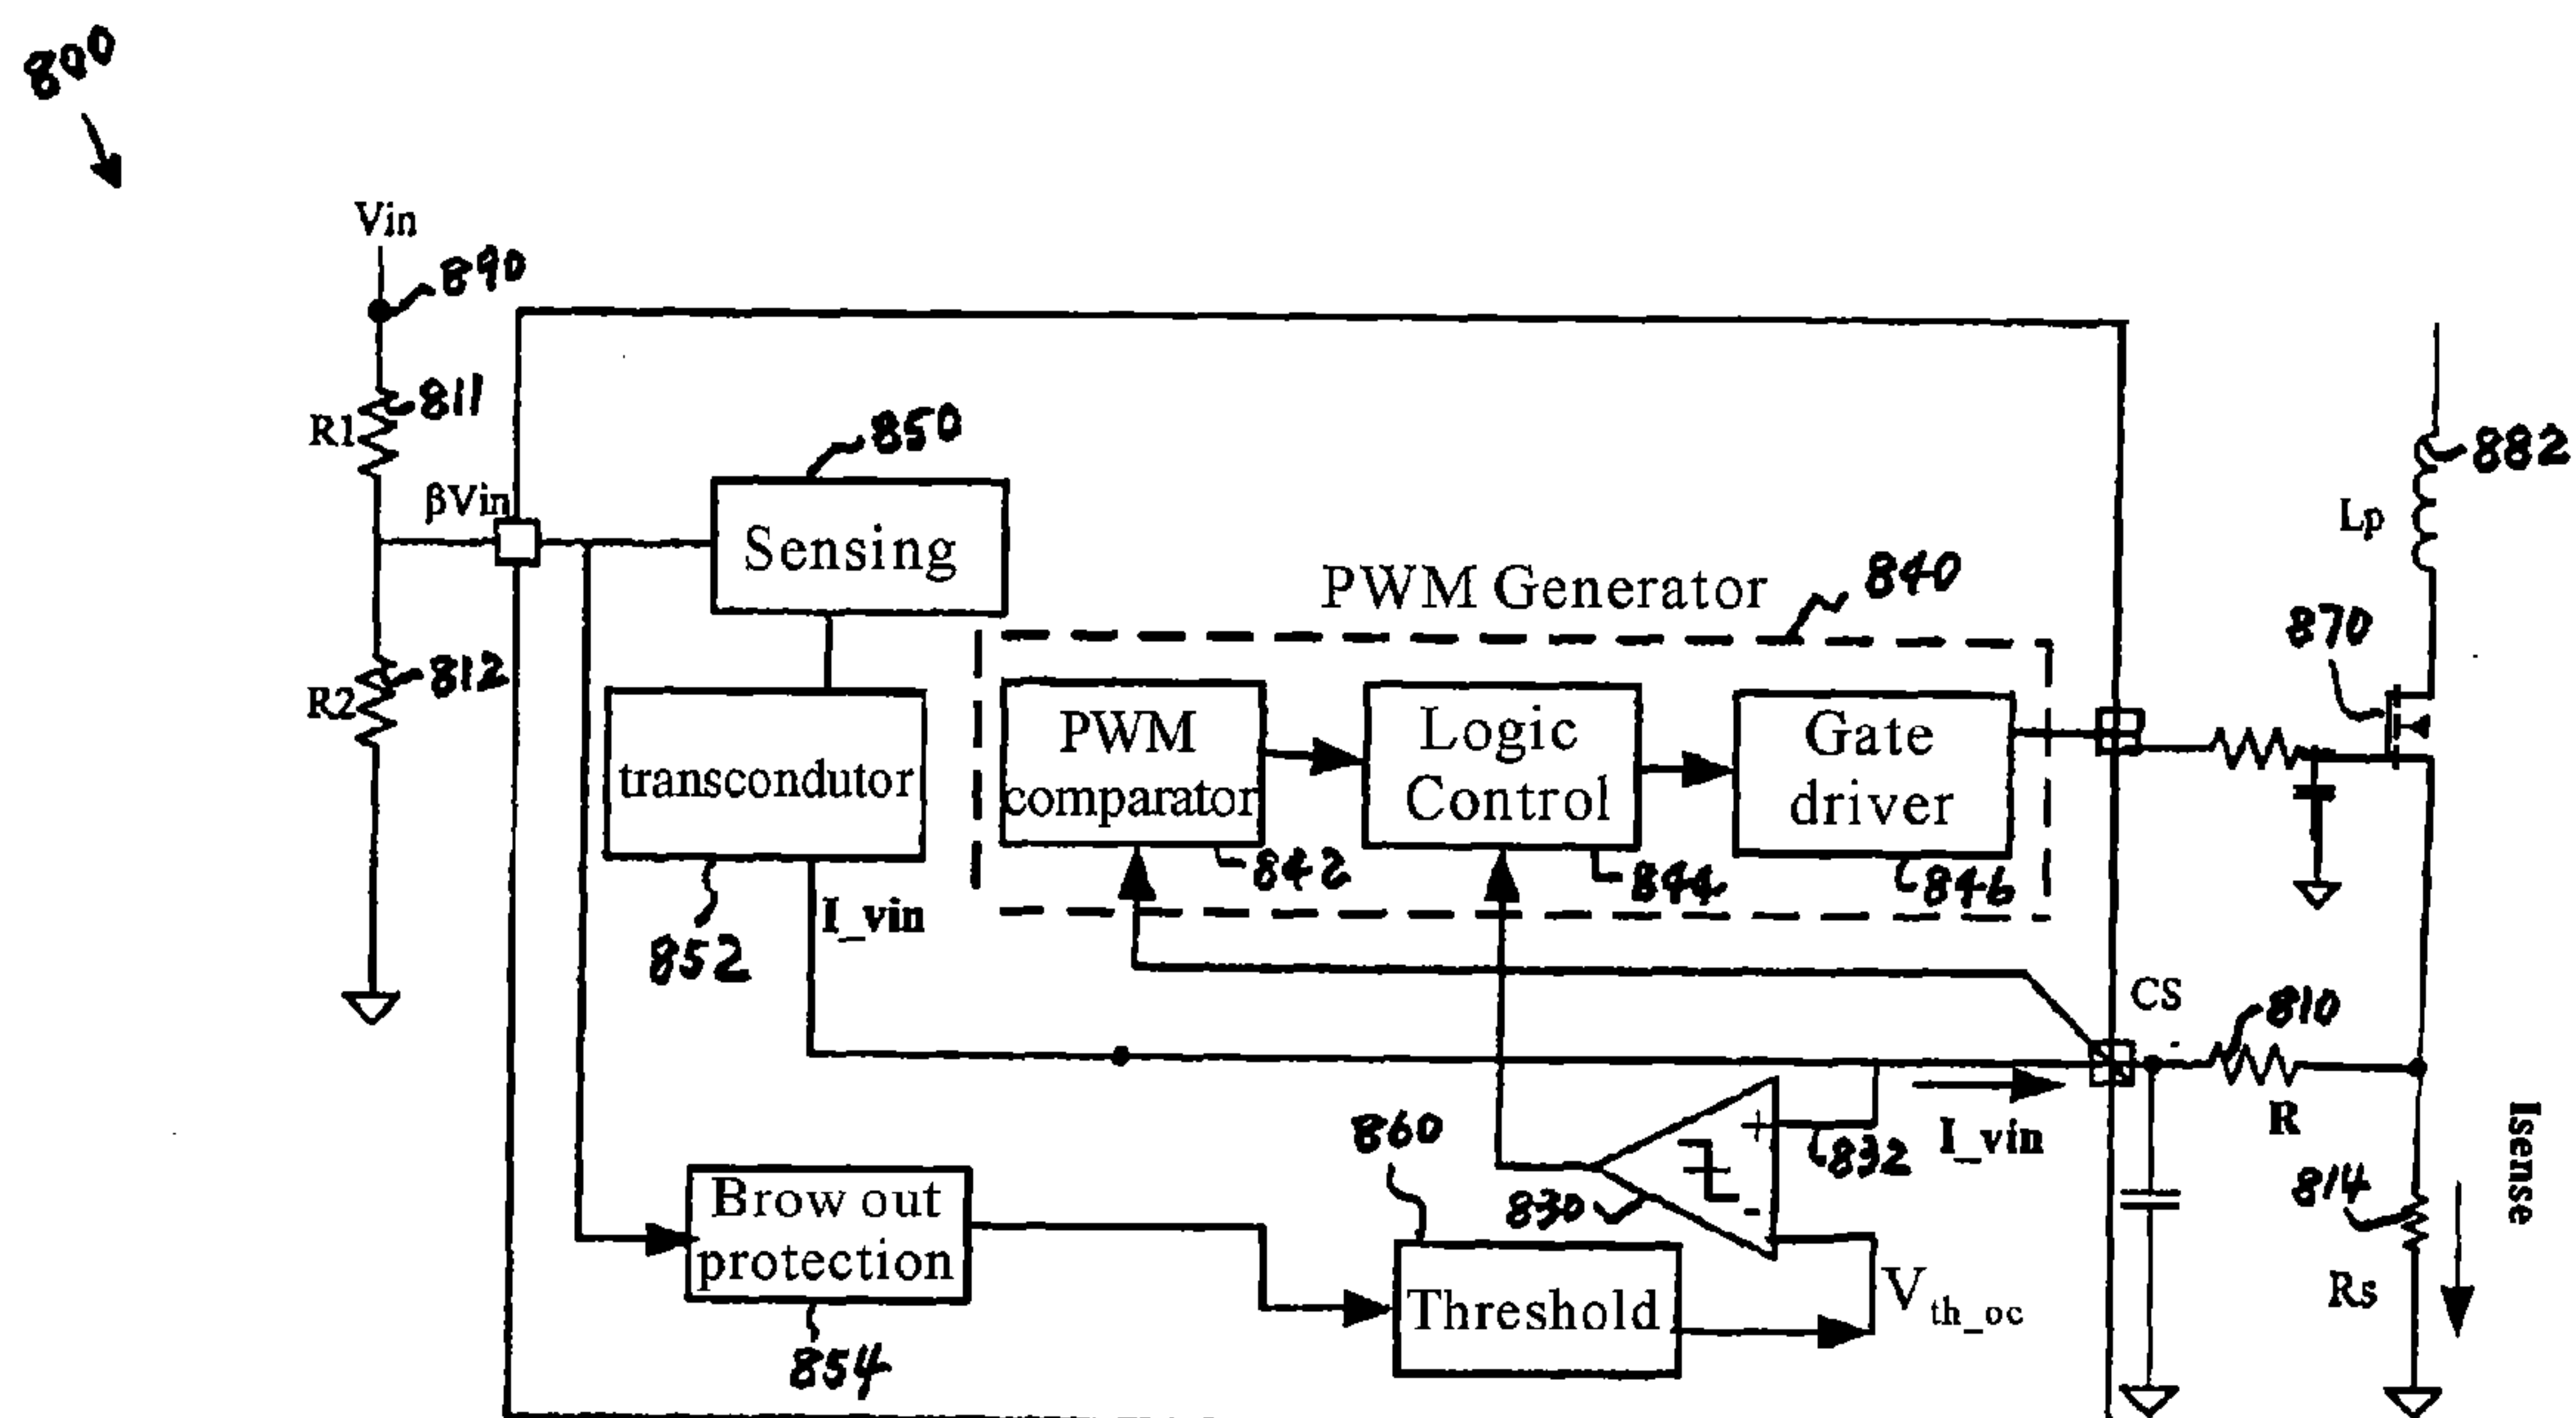 800
Vin
890
R1
811
βVin
850
Sensing
882
Lp
R2
812
PWM Generator
840
870
transcondutor
852
I_vin
PWM
comparator
842
Logic
Control
844
Gate
driver
846
CS
810
R
Isense
+
832
I_vin
860
830
-
814
Rs
Brow out
protection
854
Threshold
Vth_oc